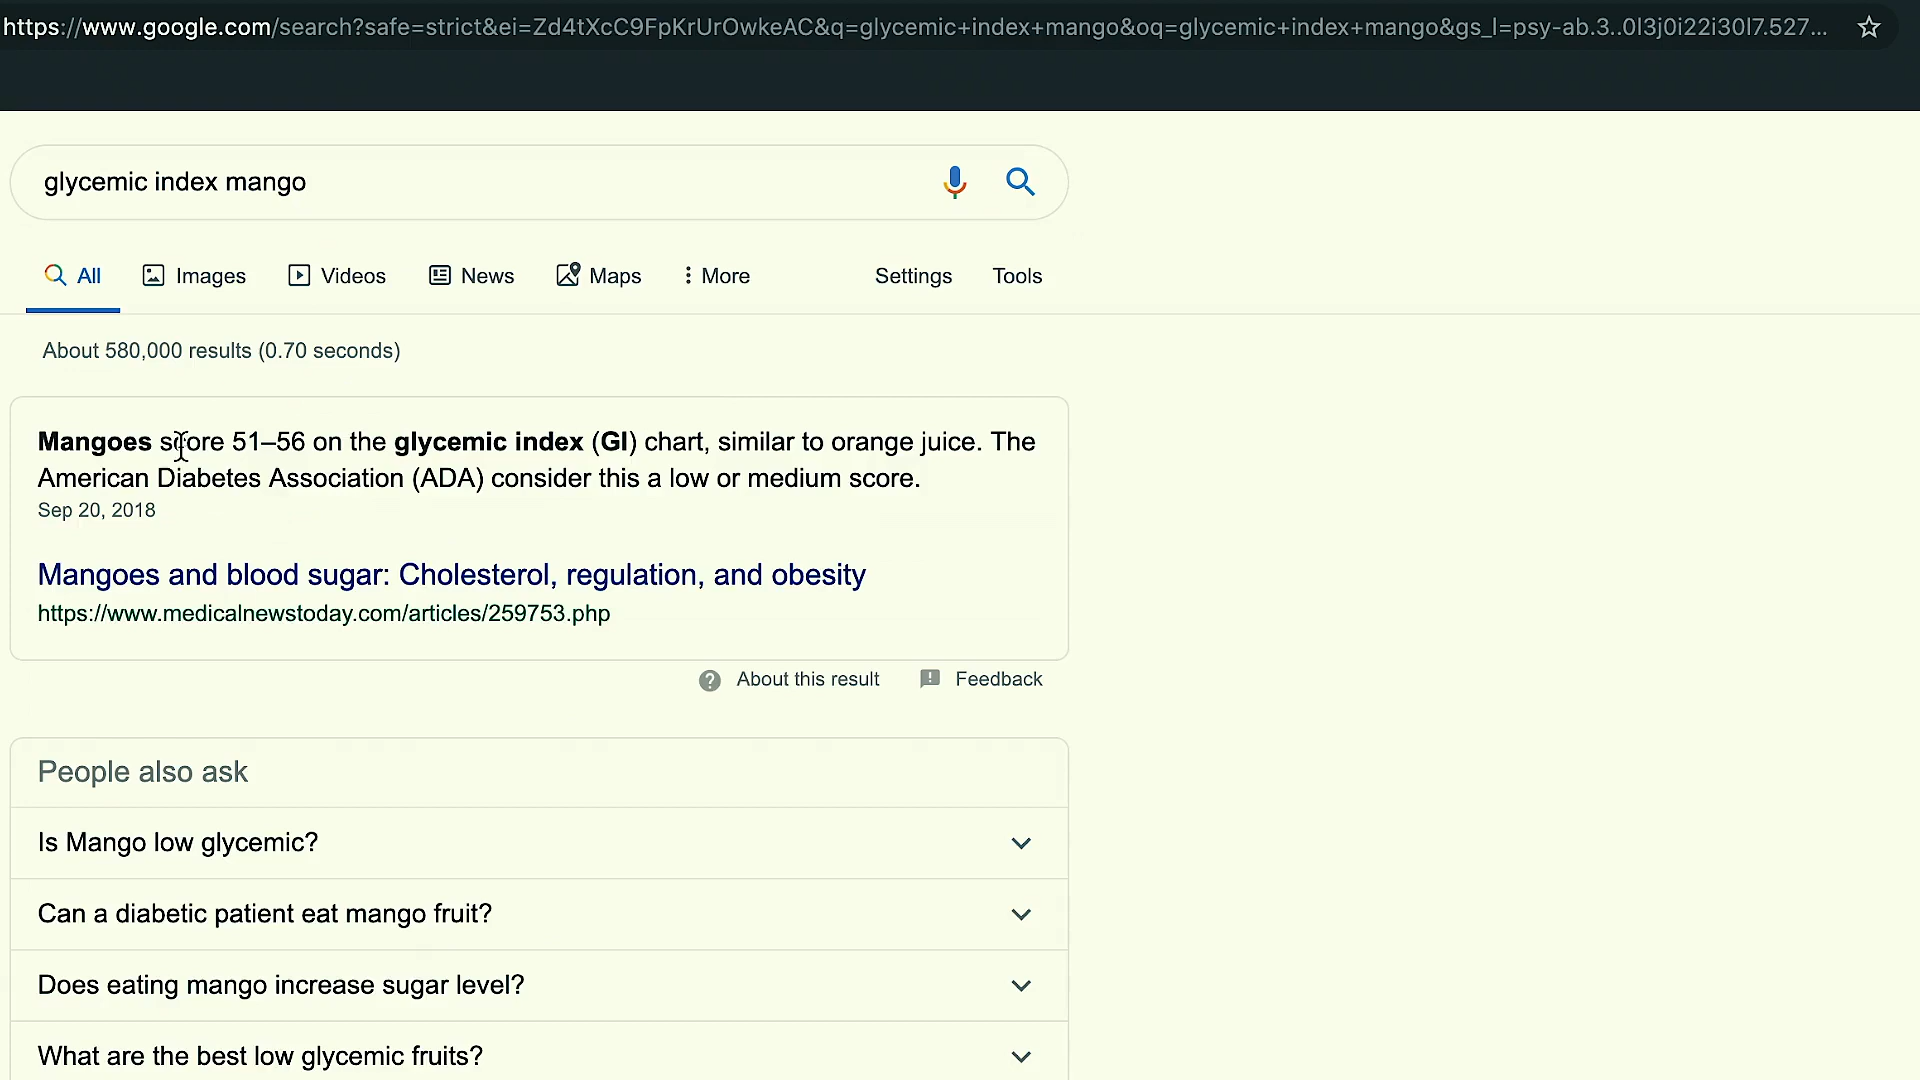 https://www.google.com/search?safe=strict&ei=Zd4tXcC9FpKrUrOwkeAC&q=glycemic+index+mango&oq=glycemic+index+mango&gs_l=psy-ab.3..0l3j0i22i30l7.527...
glycemic index mango
All Images Videos News Maps More Settings Tools
About 580,000 results (0.70 seconds)
Mangoes score 51–56 on the glycemic index (GI) chart, similar to orange juice. The
American Diabetes Association (ADA) consider this a low or medium score.
Sep 20, 2018
Mangoes and blood sugar: Cholesterol, regulation, and obesity
https://www.medicalnewstoday.com/articles/259753.php
About this result Feedback
People also ask
Is Mango low glycemic?
Can a diabetic patient eat mango fruit?
Does eating mango increase sugar level?
What are the best low glycemic fruits?